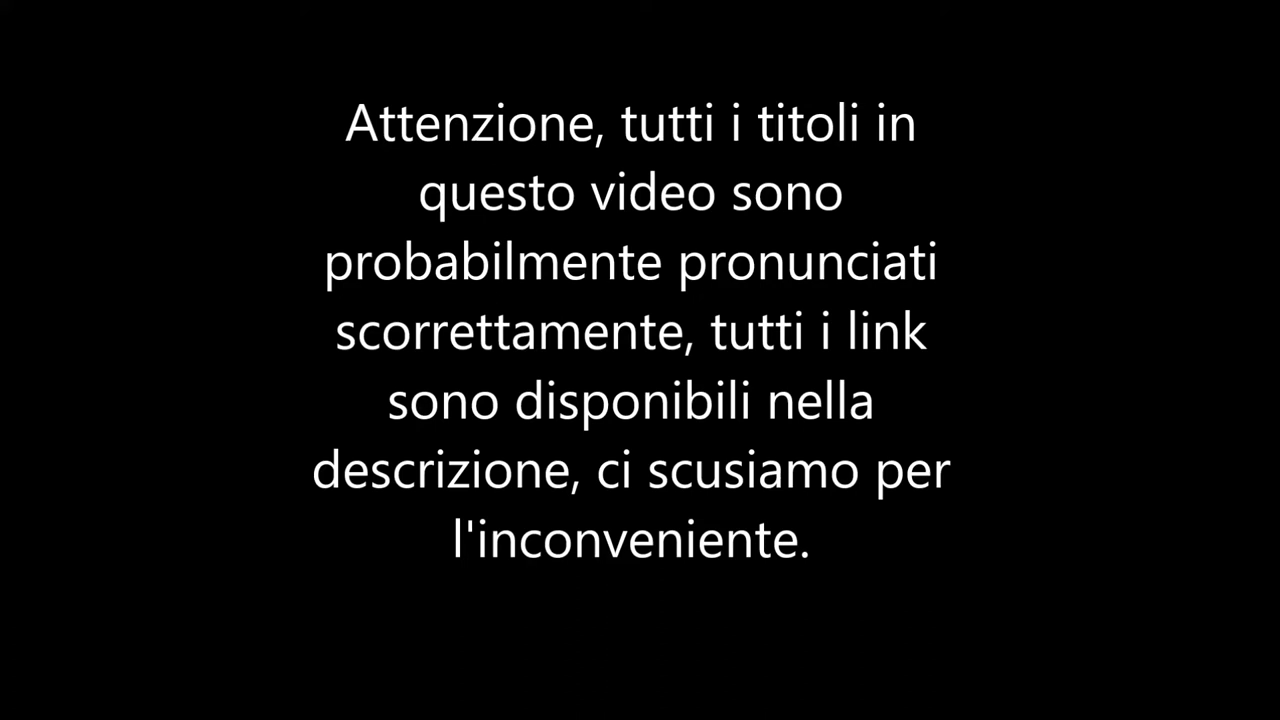 Attenzione, tutti i titoli in
questo video sono
probabilmente pronunciati
scorrettamente, tutti i link
sono disponibili nella
descrizione, ci scusiamo per
l'inconveniente.